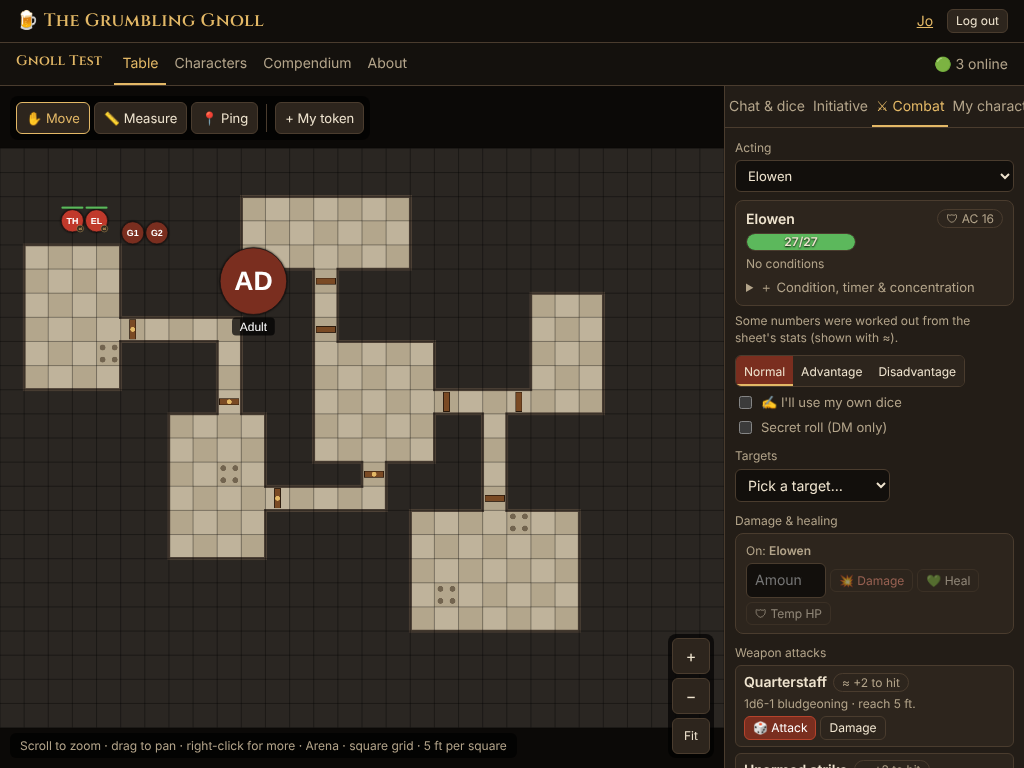 🍺 The Grumbling Gnoll
Jo
Log out
Gnoll Test
Table
Characters
Compendium
About
🟢 3 online
✋ Move
📏 Measure
📍 Ping
+ My token
Chat & dice
Initiative
⚔ Combat
My charact
TH
EL
G1
G2
AD
Adult
Acting
Elowen
Elowen
🛡 AC 16
27/27
No conditions
▶ + Condition, timer & concentration
Some numbers were worked out from the
sheet's stats (shown with ≈).
Normal
Advantage
Disadvantage
✍ I'll use my own dice
Secret roll (DM only)
Targets
Pick a target...
Damage & healing
On: Elowen
Amoun
💥 Damage
💚 Heal
🛡 Temp HP
Weapon attacks
Quarterstaff
≈ +2 to hit
1d6-1 bludgeoning · reach 5 ft.
🎲 Attack
Damage
+
−
Fit
Scroll to zoom · drag to pan · right-click for more · Arena · square grid · 5 ft per square